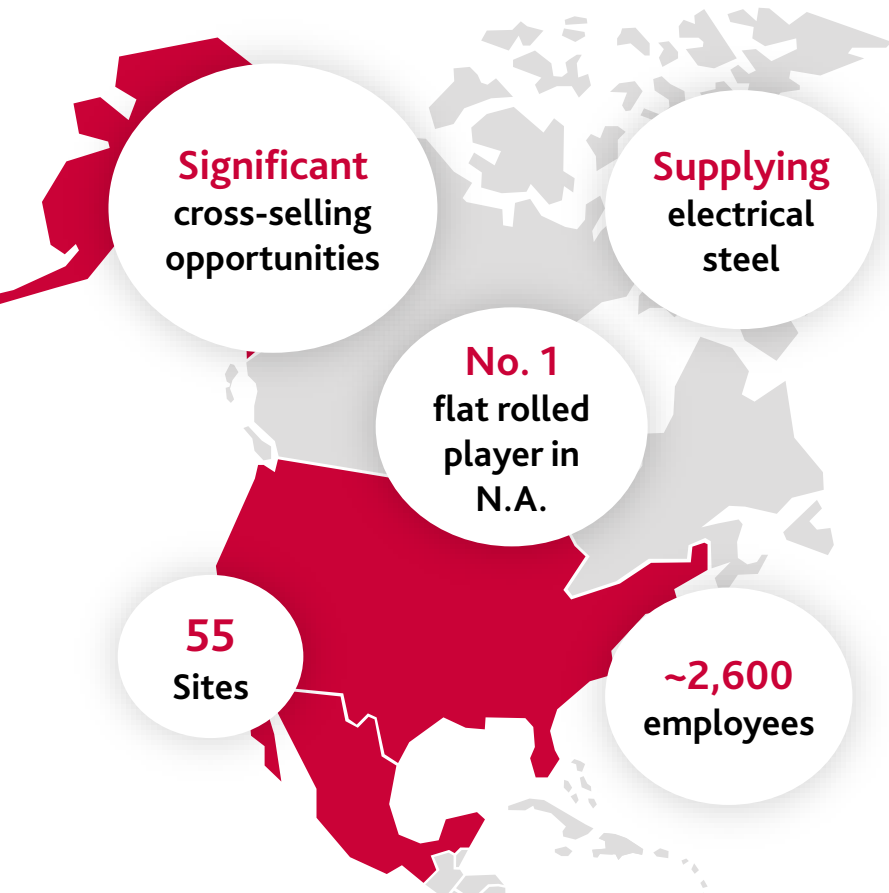 Significant
cross-selling
opportunities
Supplying
electrical
steel
No. 1
flat rolled
player in
N.A.
55
Sites
~2,600
employees